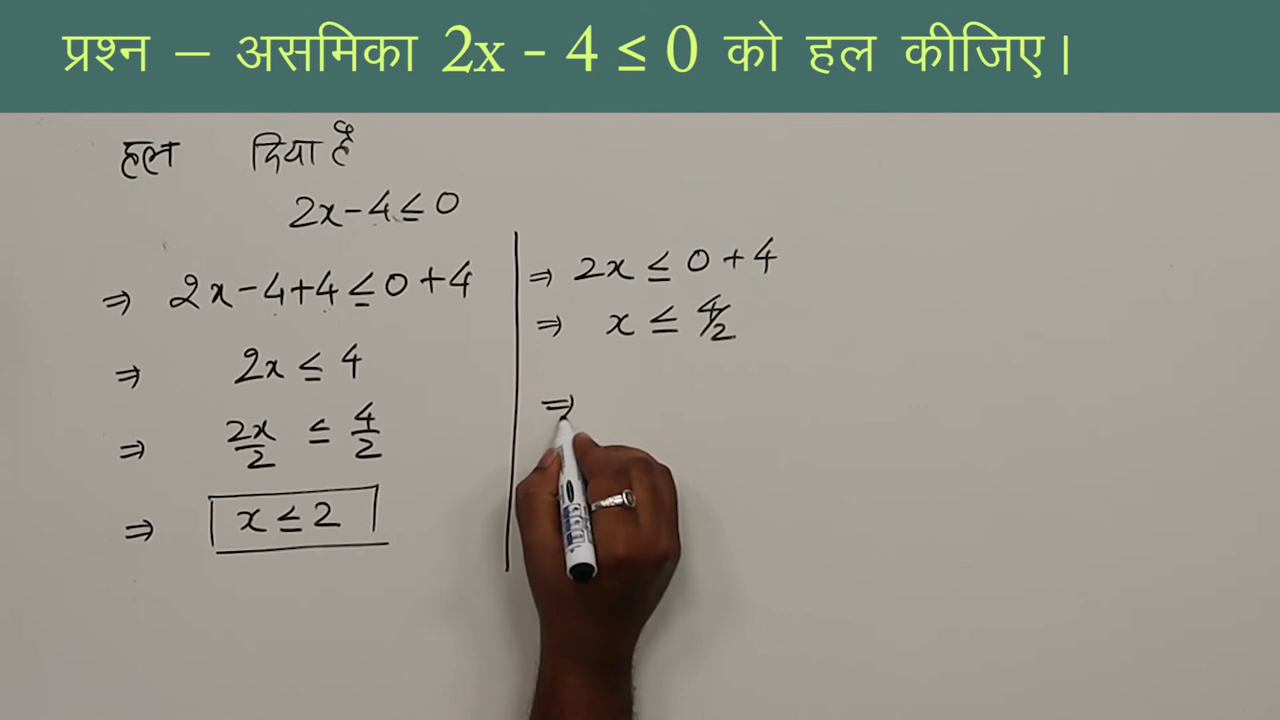 प्रश्न – असमिका 2x - 4 ≤ 0 को हल कीजिए।
हल दिया है
2x-4≤0
⇒ 2x-4+4≤0+4
⇒ 2x ≤ 4
⇒ 2x/2 ≤ 4/2
⇒ x≤2
⇒ 2x ≤ 0+4
⇒ x ≤ 4/2
⇒